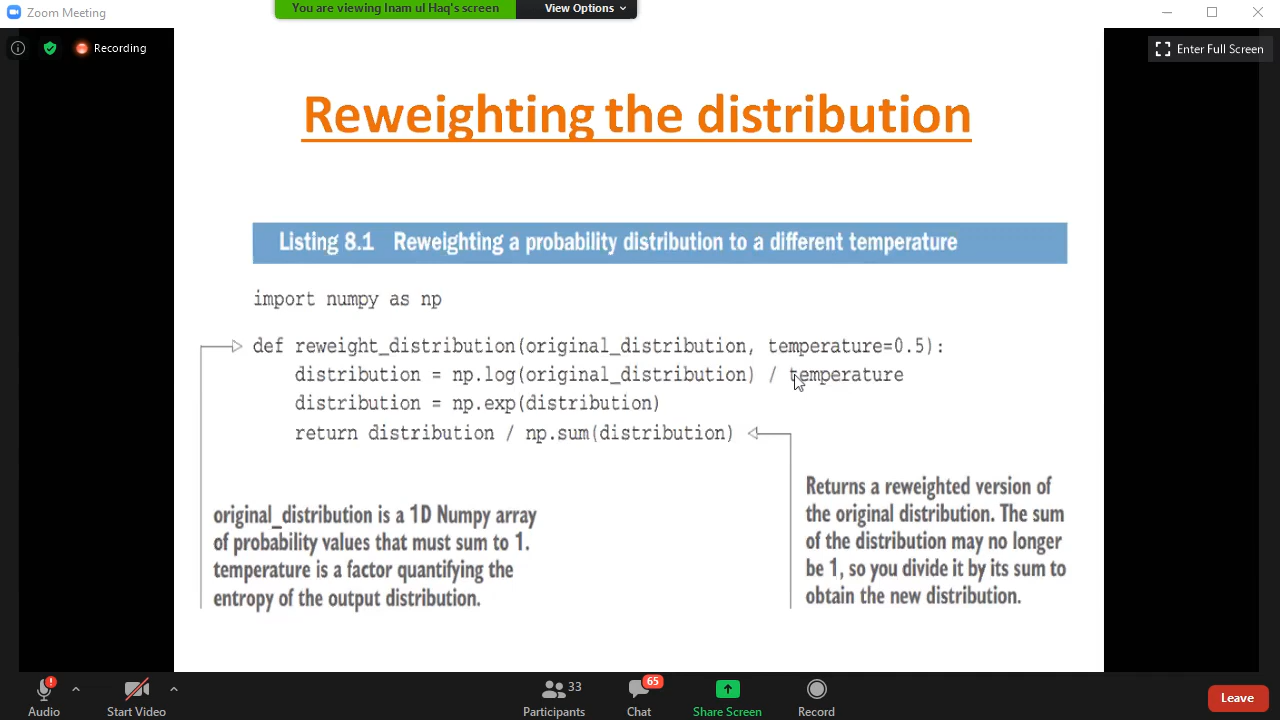 Zoom Meeting
You are viewing Inam ul Haq's screen
View Options
Recording
Enter Full Screen
Reweighting the distribution
Listing 8.1 Reweighting a probability distribution to a different temperature
import numpy as np
def reweight_distribution(original_distribution, temperature=0.5):
distribution = np.log(original_distribution) / temperature
distribution = np.exp(distribution)
return distribution / np.sum(distribution)
original_distribution is a 1D Numpy array
of probability values that must sum to 1.
temperature is a factor quantifying the
entropy of the output distribution.
Returns a reweighted version of
the original distribution. The sum
of the distribution may no longer
be 1, so you divide it by its sum to
obtain the new distribution.
Audio
Start Video
33
Participants
65
Chat
Share Screen
Record
Leave